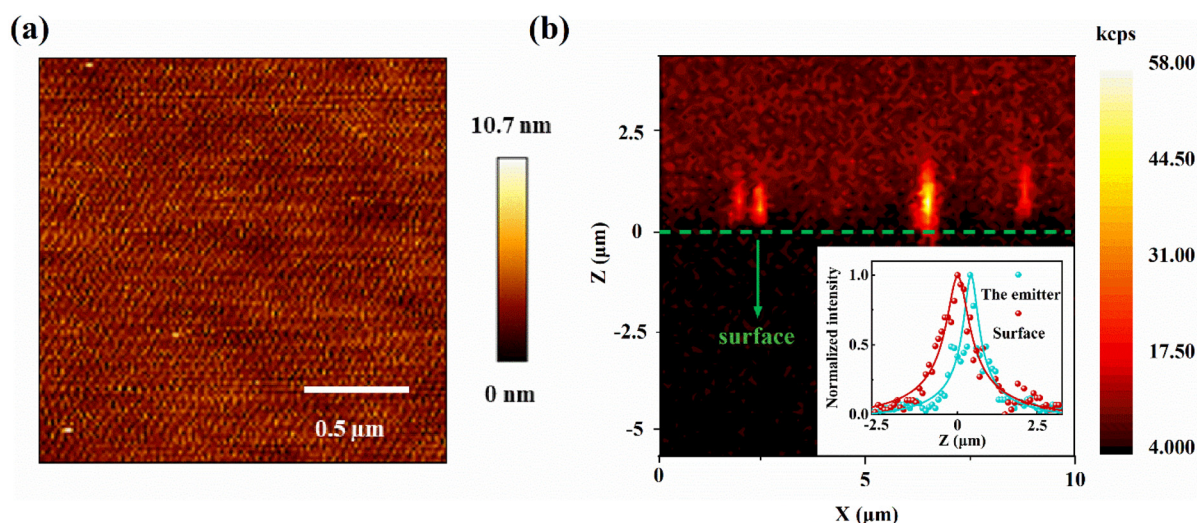 (a)
10.7 nm
0 nm
0.5 μm
(b)
kcps
58.00
44.50
31.00
17.50
4.000
Z (μm)
2.5
0
-2.5
-5
surface
0
5
10
X (μm)
Normalized intensity
1.0
0.5
0.0
The emitter
Surface
-2.5
0
2.5
Z (μm)